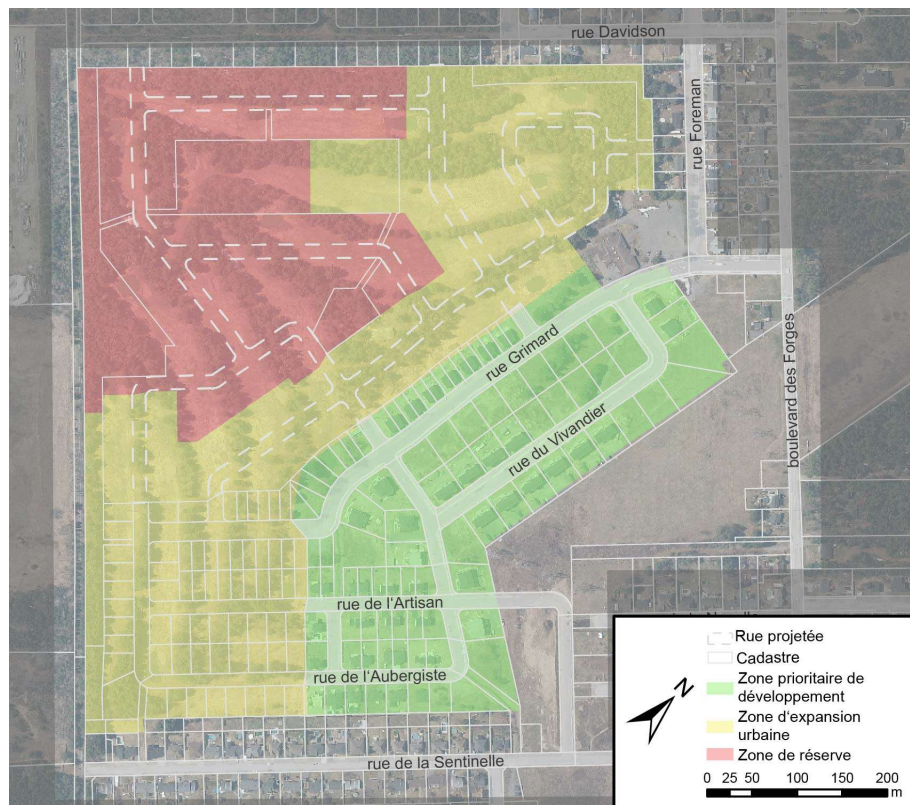 rue Davidson
rue Foreman
rue Grimard
rue du Vivandier
boulevard des Forges
rue de l'Artisan
rue de l'Aubergiste
rue de la Sentinelle
N
Rue projetée
Cadastre
Zone prioritaire de
développement
Zone d'expansion
urbaine
Zone de réserve
0 25 50 100 150 200
m